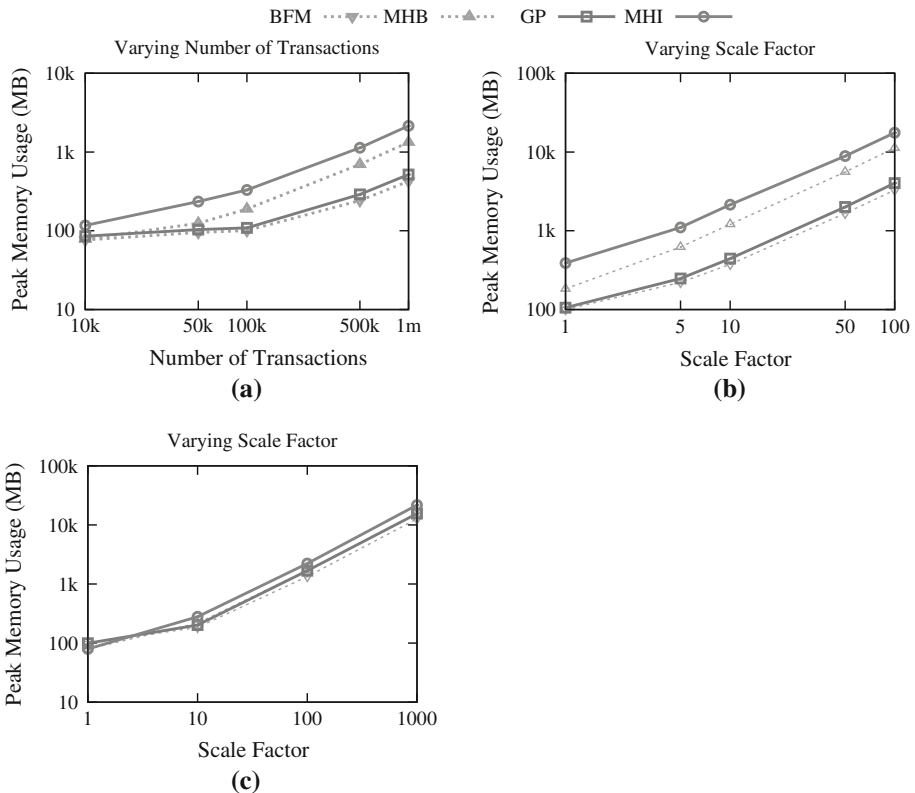 BFM MHB GP MHI
Varying Number of Transactions
Peak Memory Usage (MB)
10k
1k
100
10
10k 50k 100k 500k 1m
Number of Transactions
(a)
Varying Scale Factor
Peak Memory Usage (MB)
100k
10k
1k
100
1 5 10 50 100
Scale Factor
(b)
Varying Scale Factor
Peak Memory Usage (MB)
100k
10k
1k
100
10
1 10 100 1000
Scale Factor
(c)